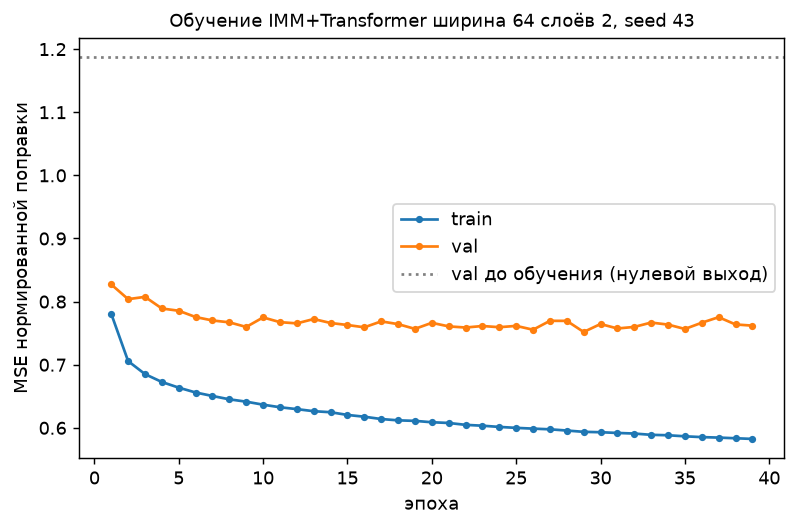 Обучение IMM+Transformer ширина 64 слоёв 2, seed 43
MSE нормированной поправки
1.2
1.1
1.0
0.9
0.8
0.7
0.6
train
val
val до обучения (нулевой выход)
0 5 10 15 20 25 30 35 40
эпоха